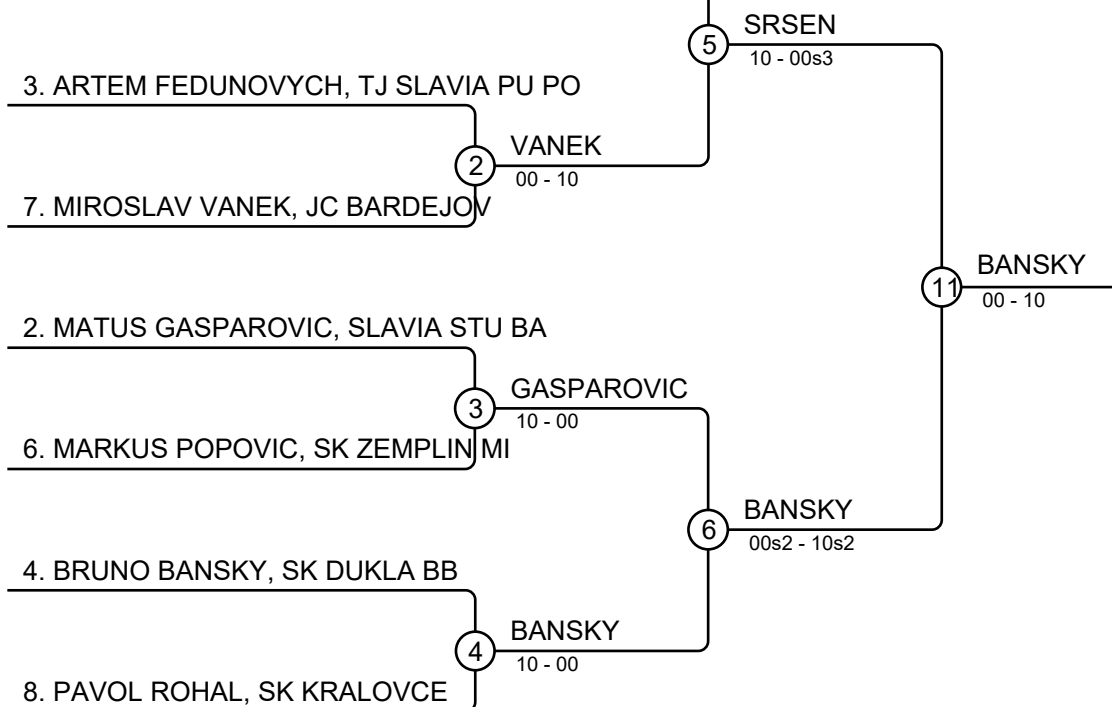 SRSEN
5
10 - 00s3
3. ARTEM FEDUNOVYCH, TJ SLAVIA PU PO
VANEK
2
00 - 10
7. MIROSLAV VANEK, JC BARDEJOV
BANSKY
11
00 - 10
2. MATUS GASPAROVIC, SLAVIA STU BA
GASPAROVIC
3
10 - 00
6. MARKUS POPOVIC, SK ZEMPLIN MI
BANSKY
6
00s2 - 10s2
4. BRUNO BANSKY, SK DUKLA BB
BANSKY
4
10 - 00
8. PAVOL ROHAL, SK KRALOVCE